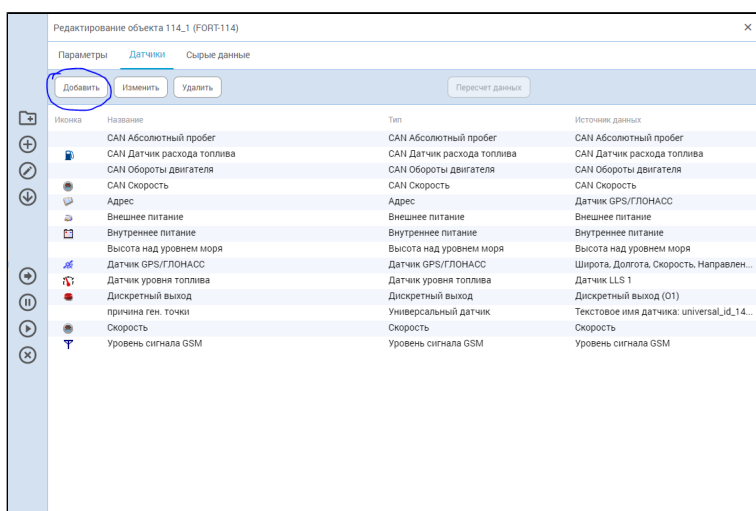 Редактирование объекта 114_1 (FORT-114)
Параметры Датчики Сырые данные
Добавить Изменить Удалить Пересчет данных
Иконка Название Тип Источник данных
CAN Абсолютный пробег CAN Абсолютный пробег CAN Абсолютный пробег
CAN Датчик расхода топлива CAN Датчик расхода топлива CAN Датчик расхода топлива
CAN Обороты двигателя CAN Обороты двигателя CAN Обороты двигателя
CAN Скорость CAN Скорость CAN Скорость
Адрес Адрес Датчик GPS/ГЛОНАСС
Внешнее питание Внешнее питание Внешнее питание
Внутреннее питание Внутреннее питание Внутреннее питание
Высота над уровнем моря Высота над уровнем моря Высота над уровнем моря
Датчик GPS/ГЛОНАСС Датчик GPS/ГЛОНАСС Широта, Долгота, Скорость, Направлен...
Датчик уровня топлива Датчик уровня топлива Датчик LLS 1
Дискретный выход Дискретный выход Дискретный выход (O1)
причина ген. точки Универсальный датчик Текстовое имя датчика: universal_id_14...
Скорость Скорость Скорость
Уровень сигнала GSM Уровень сигнала GSM Уровень сигнала GSM